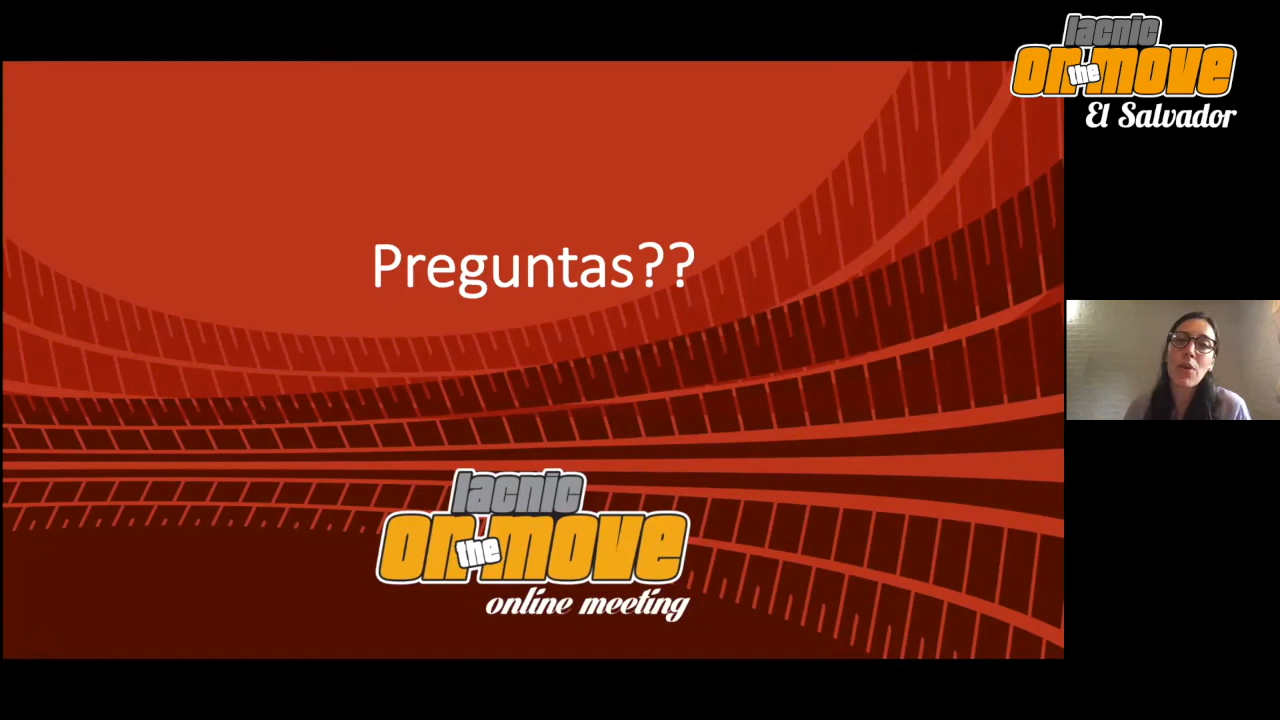 lacnic
on the move
El Salvador
Preguntas??
lacnic
on the move
online meeting